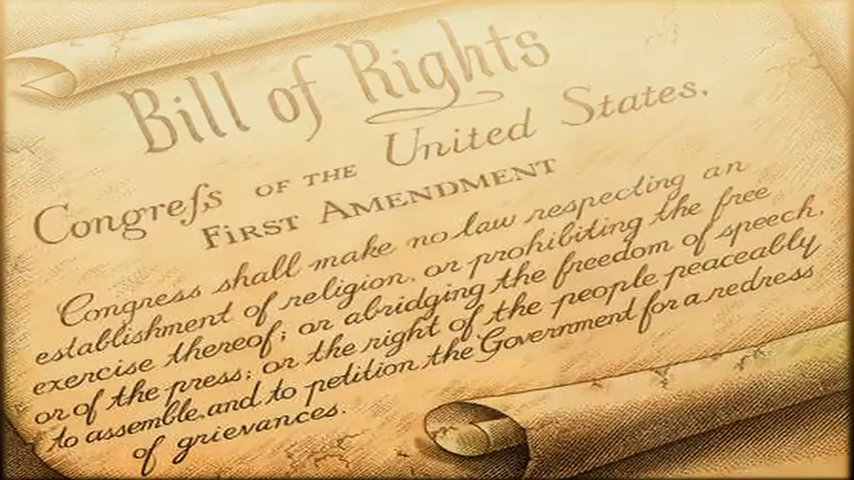 Bill of Rights
Congreſs OF THE United States.
FIRST AMENDMENT
Congress shall make no law respecting an
establishment of religion, or prohibiting the free
exercise thereof; or abridging the freedom of speech,
or of the press; or the right of the people peaceably
to assemble, and to petition the Government for a redress
of grievances.